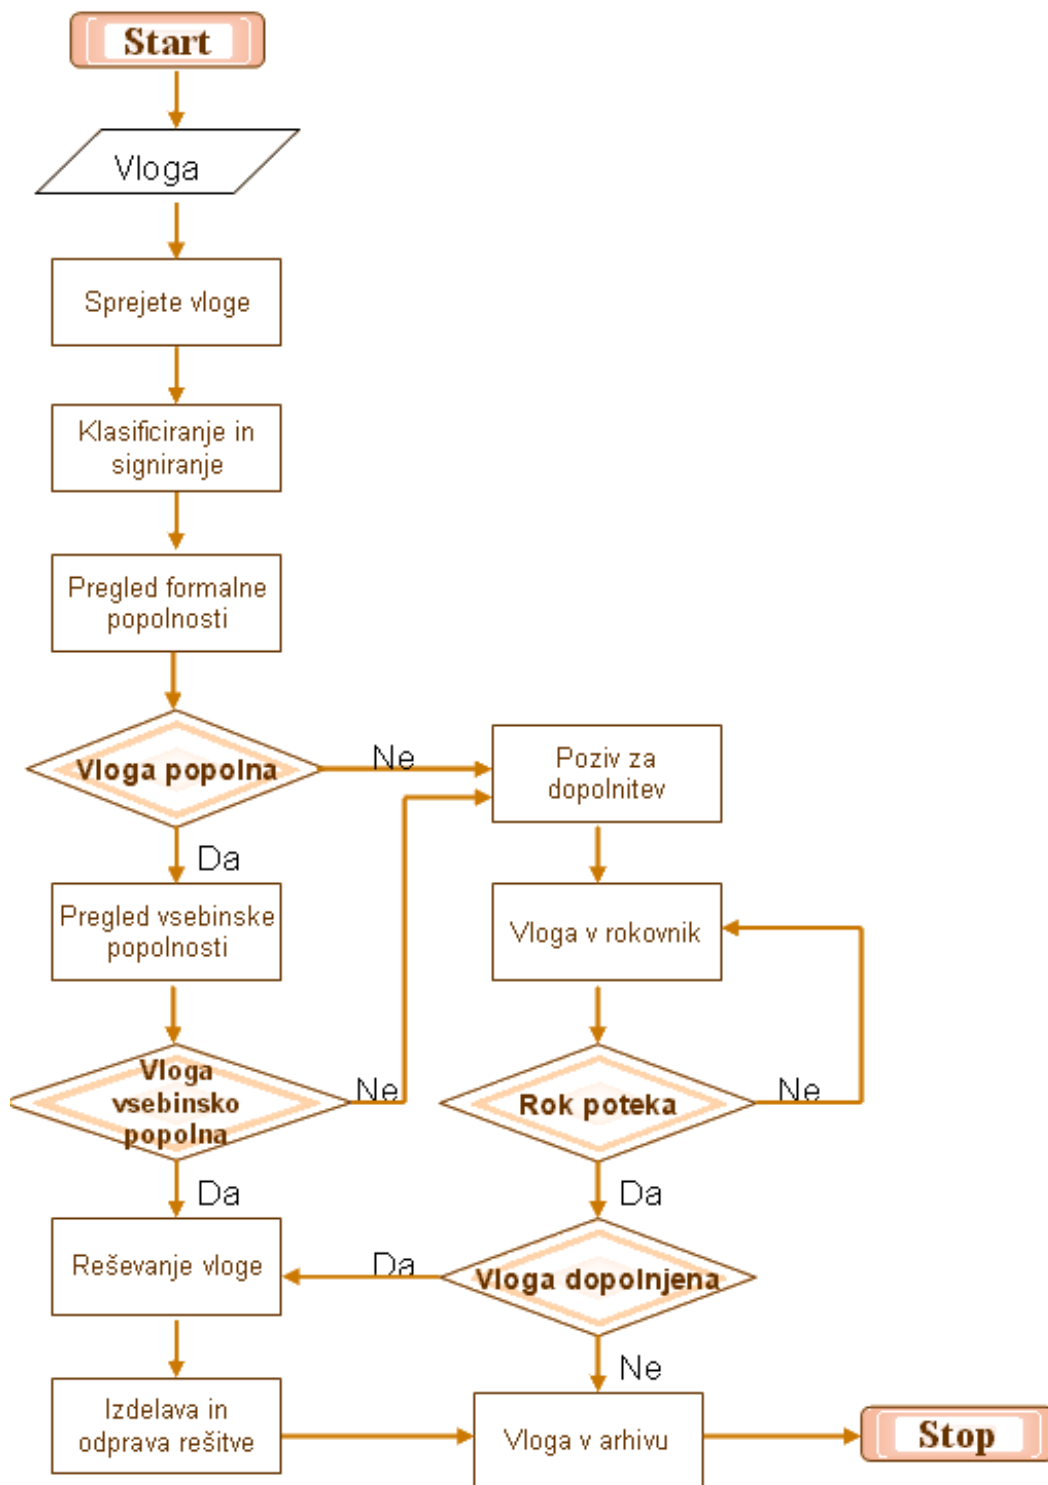 Start
Vloga
Sprejete vloge
Klasificiranje in
signiranje
Pregled formalne
popolnosti
Vloga popolna
Ne
Poziv za
dopolnitev
Da
Pregled vsebinske
popolnosti
Vloga v rokovnik
Vloga
vsebinsko
popolna
Ne
Rok poteka
Ne
Da
Da
Reševanje vloge
Da
Vloga dopolnjena
Ne
Izdelava in
odprava rešitve
Vloga v arhivu
Stop